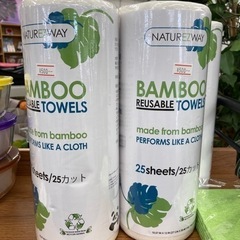 NATUREZWAY
BAMBOO
REUSABLE TOWELS
made from bamboo
PERFORMS LIKE A CLOTH
25sheets/25カット
NATUREZWAY
BAMBOO
REUSABLE TOWELS
made from bamboo
PERFORMS LIKE A CLOTH
25sheets/25カット